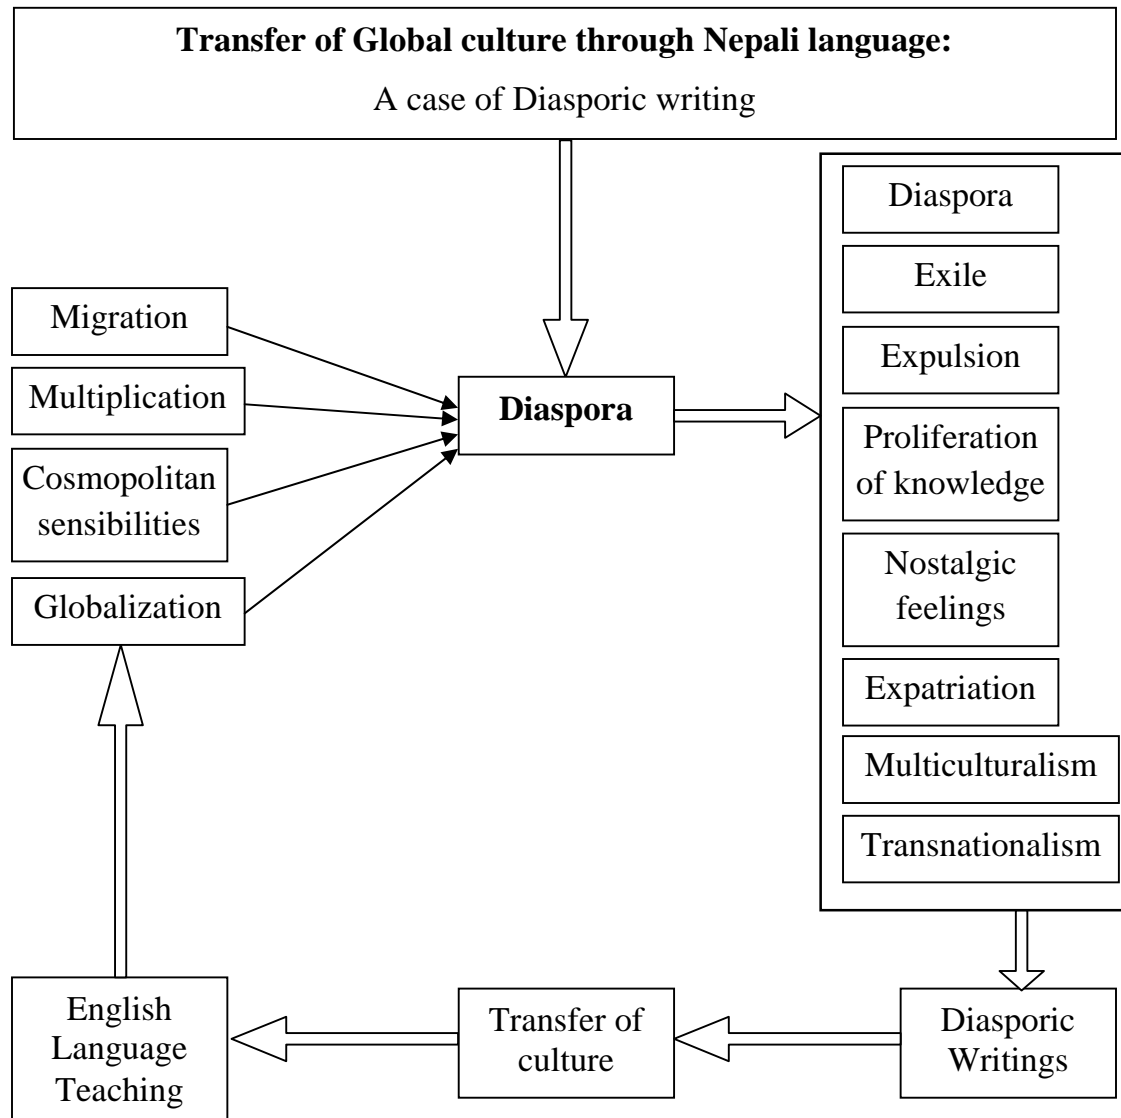 Transfer of Global culture through Nepali language:
A case of Diasporic writing
Migration
Multiplication
Cosmopolitan
sensibilities
Globalization
Diaspora
Diaspora
Exile
Expulsion
Proliferation
of knowledge
Nostalgic
feelings
Expatriation
Multiculturalism
Transnationalism
Diasporic
Writings
Transfer of
culture
English
Language
Teaching